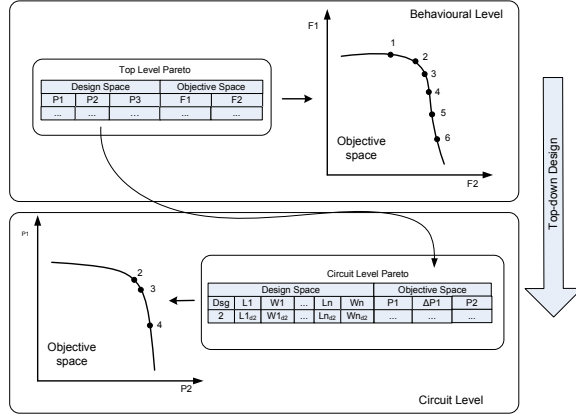 Behavioural Level
F1
1
2
3
4
5
6
Objective
space
F2
Top Level Pareto
Design Space Objective Space
P1 P2 P3 F1 F2
... ... ... ... ...
Top-down Design
P1
2
3
4
Objective
space
P2
Circuit Level Pareto
Design Space Objective Space
Dsg L1 W1 ... Ln Wn P1 ΔP1 P2
2 L1d2 W1d2 Lnd2 Wnd2 ... ... ...
Circuit Level